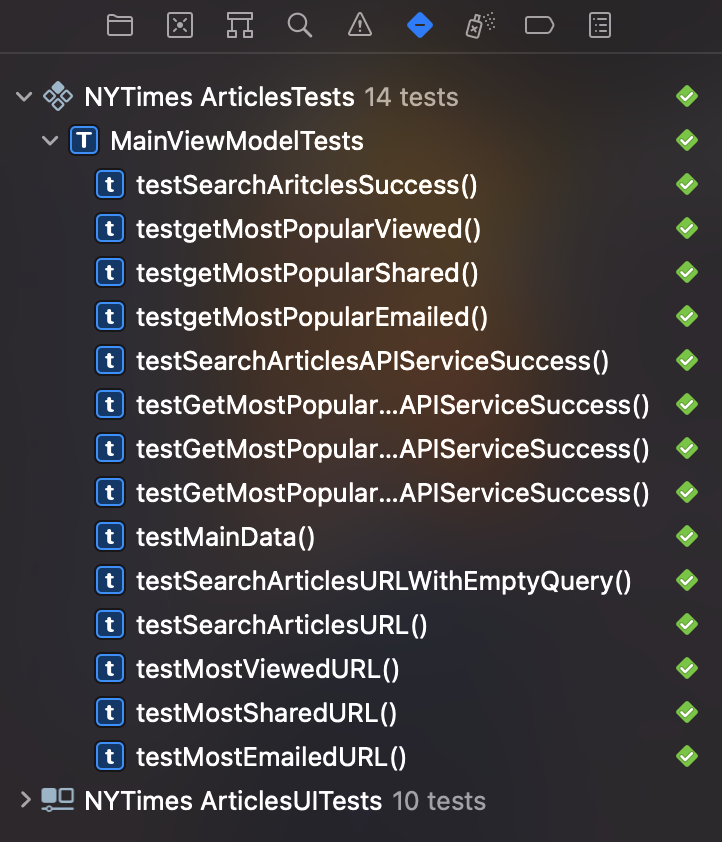 NYTimes ArticlesTests 14 tests
T MainViewModelTests
t testSearchAritclesSuccess()
t testgetMostPopularViewed()
t testgetMostPopularShared()
t testgetMostPopularEmailed()
t testSearchArticlesAPIServiceSuccess()
t testGetMostPopular...APIServiceSuccess()
t testGetMostPopular...APIServiceSuccess()
t testGetMostPopular...APIServiceSuccess()
t testMainData()
t testSearchArticlesURLWithEmptyQuery()
t testSearchArticlesURL()
t testMostViewedURL()
t testMostSharedURL()
t testMostEmailedURL()
NYTimes ArticlesUITests 10 tests